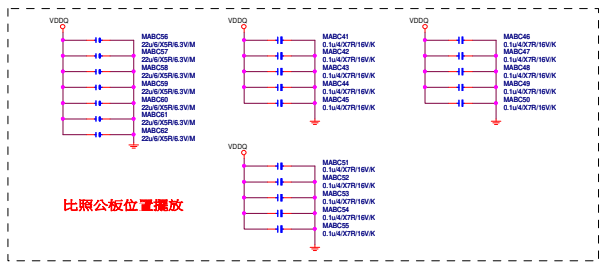 VDDQ
MABC56
22u/6/X5R/6.3V/M
MABC57
22u/6/X5R/6.3V/M
MABC58
22u/6/X5R/6.3V/M
MABC59
22u/6/X5R/6.3V/M
MABC60
22u/6/X5R/6.3V/M
MABC61
22u/6/X5R/6.3V/M
MABC62
22u/6/X5R/6.3V/M
VDDQ
MABC41
0.1u/4/X7R/16V/K
MABC42
0.1u/4/X7R/16V/K
MABC43
0.1u/4/X7R/16V/K
MABC44
0.1u/4/X7R/16V/K
MABC45
0.1u/4/X7R/16V/K
VDDQ
MABC46
0.1u/4/X7R/16V/K
MABC47
0.1u/4/X7R/16V/K
MABC48
0.1u/4/X7R/16V/K
MABC49
0.1u/4/X7R/16V/K
MABC50
0.1u/4/X7R/16V/K
VDDQ
MABC51
0.1u/4/X7R/16V/K
MABC52
0.1u/4/X7R/16V/K
MABC53
0.1u/4/X7R/16V/K
MABC54
0.1u/4/X7R/16V/K
MABC55
0.1u/4/X7R/16V/K
比照公板位置擺放